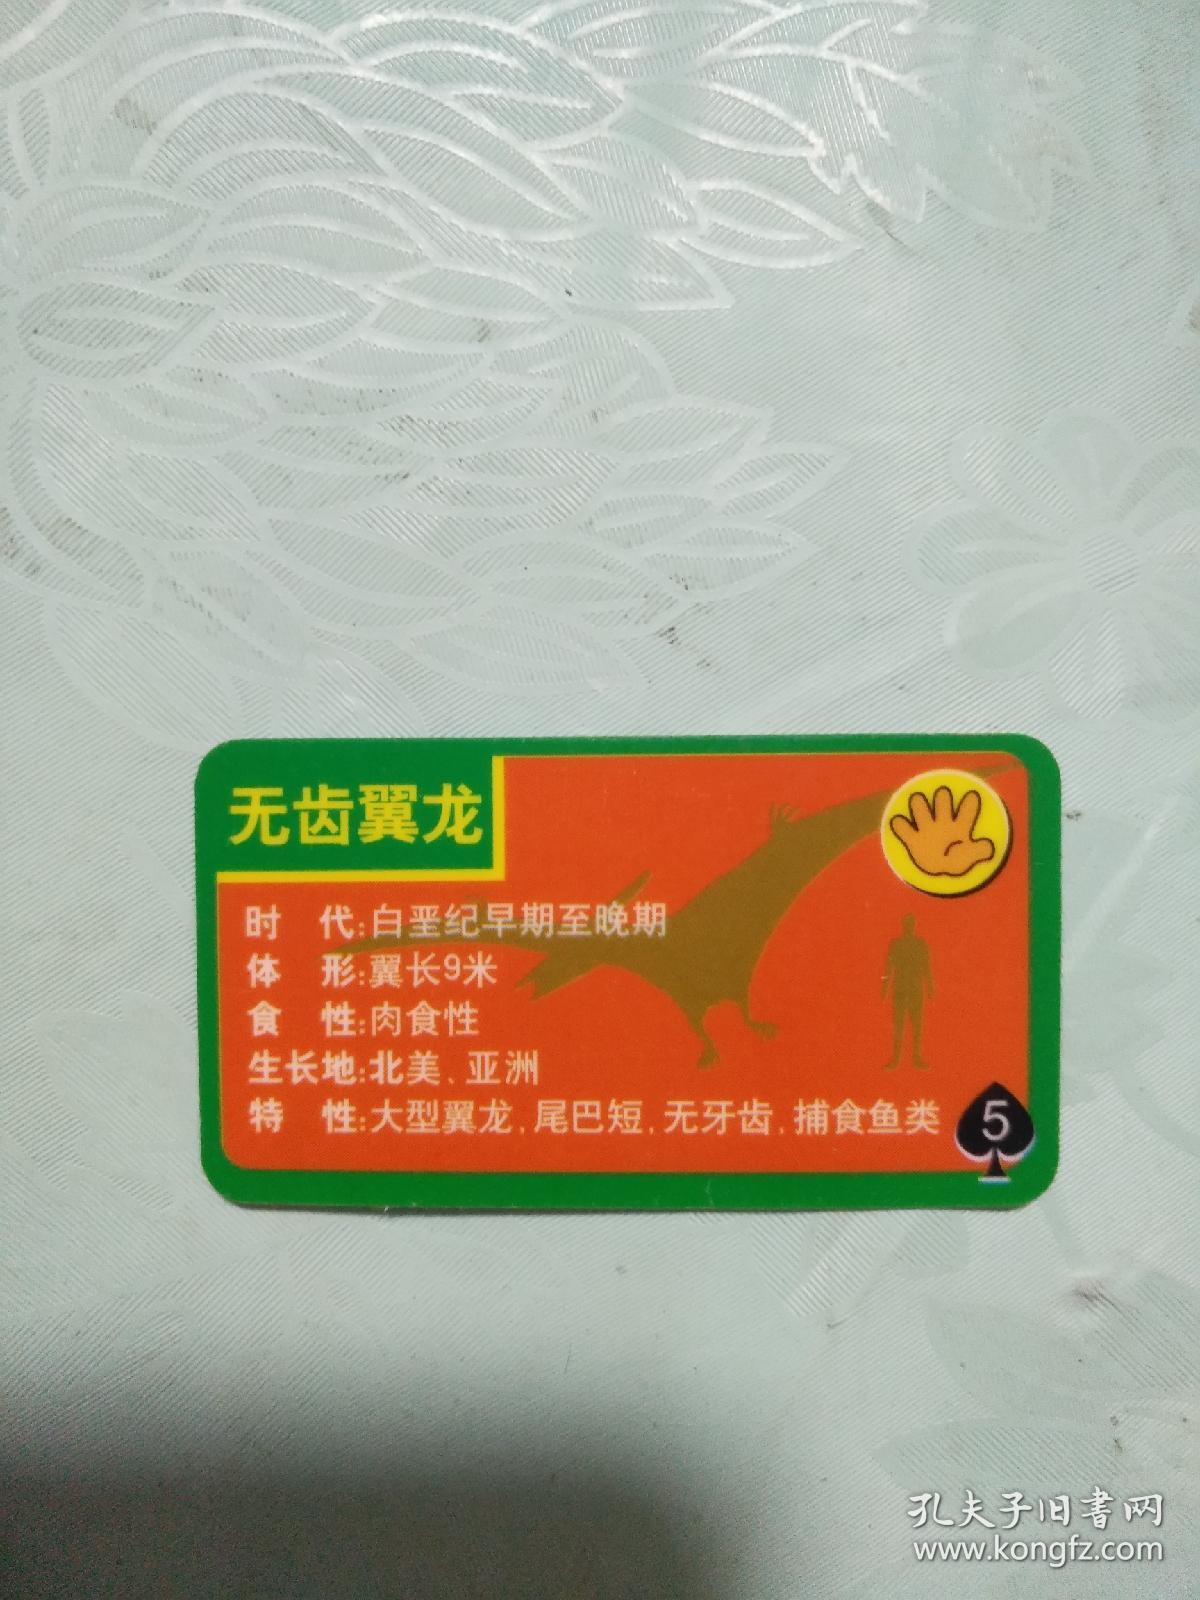 无齿翼龙
时 代:白垩纪早期至晚期
体 形:翼长9米
食 性:肉食性
生长地:北美、亚洲
特 性:大型翼龙,尾巴短,无牙齿,捕食鱼类
5
孔夫子旧書网
www.kongfz.com